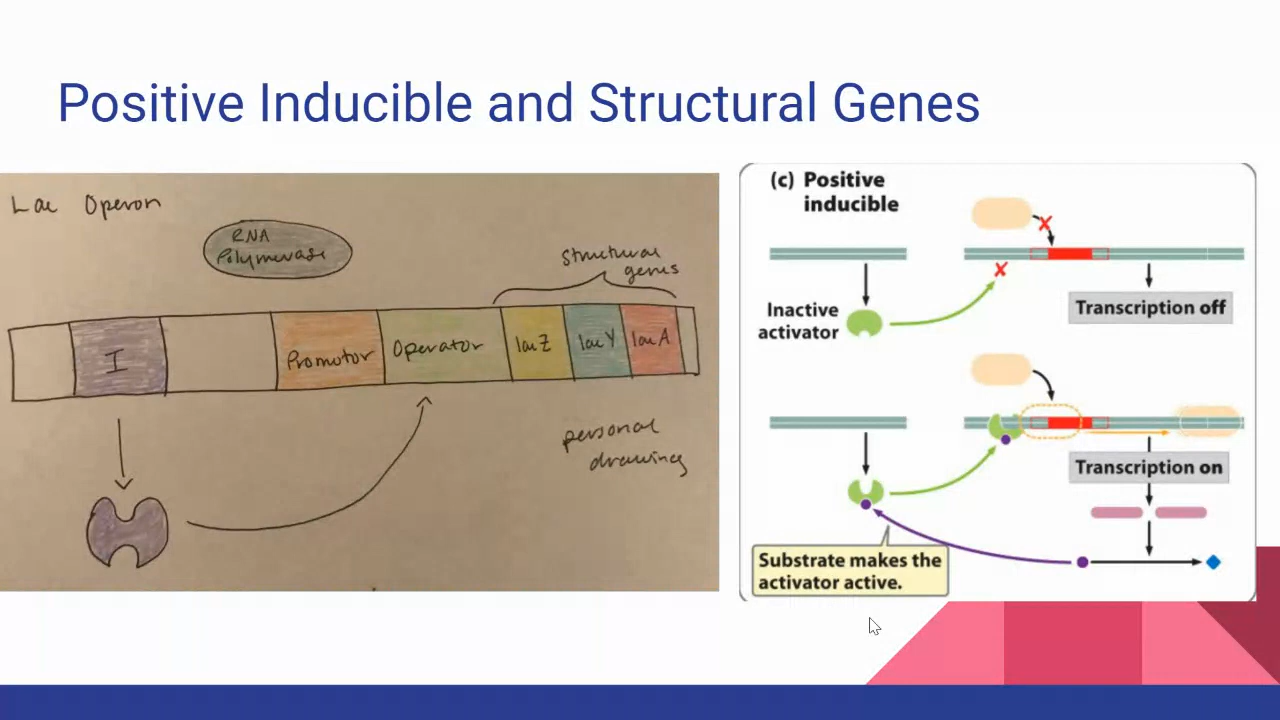 Positive Inducible and Structural Genes
Lac Operon
RNA
Polymerase
structural
genes
I
Promotor
Operator
lacZ
lacY
lacA
personal
drawing
(c) Positive
inducible
Inactive
activator
Transcription off
Transcription on
Substrate makes the
activator active.